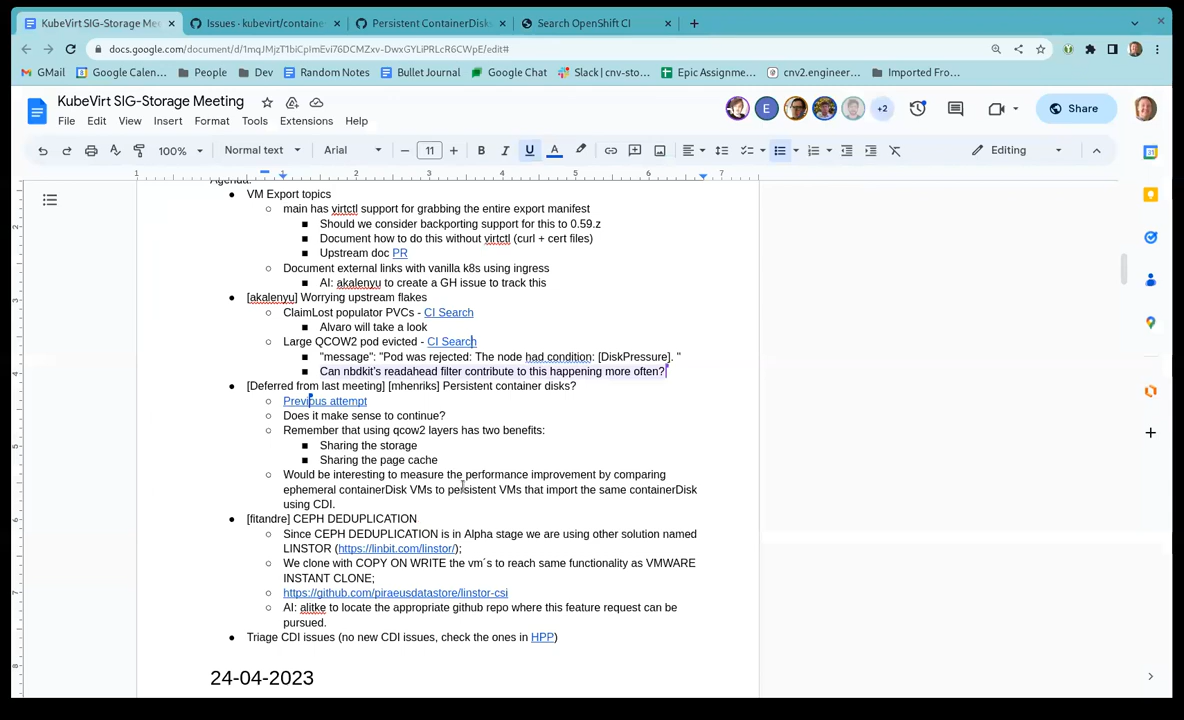 KubeVirt SIG-Storage Mee
Issues · kubevirt/containe
Persistent ContainerDisks
Search OpenShift CI
docs.google.com/document/d/1mqJMjzT1biCpImEvi76DCMZxv-DwxGYLiPRLcR6CWpE/edit#
GMail
Google Calen...
People
Dev
Random Notes
Bullet Journal
Google Chat
Slack | cnv-sto...
Epic Assignme...
cnv2.engineer...
Imported Fro...
KubeVirt SIG-Storage Meeting
+2
Share
File Edit View Insert Format Tools Extensions Help
100% Normal text Arial 11 B I U A Editing
1 1 2 3 4 5 6 7
Agenda:
● VM Export topics
○ main has virtctl support for grabbing the entire export manifest
■ Should we consider backporting support for this to 0.59.z
■ Document how to do this without virtctl (curl + cert files)
■ Upstream doc PR
○ Document external links with vanilla k8s using ingress
■ AI: akalenyu to create a GH issue to track this
● [akalenyu] Worrying upstream flakes
○ ClaimLost populator PVCs - CI Search
■ Alvaro will take a look
○ Large QCOW2 pod evicted - CI Search
■ "message": "Pod was rejected: The node had condition: [DiskPressure]. "
■ Can nbdkit's readahead filter contribute to this happening more often?
● [Deferred from last meeting] [mhenriks] Persistent container disks?
○ Previous attempt
○ Does it make sense to continue?
○ Remember that using qcow2 layers has two benefits:
■ Sharing the storage
■ Sharing the page cache
○ Would be interesting to measure the performance improvement by comparing
ephemeral containerDisk VMs to persistent VMs that import the same containerDisk
using CDI.
● [fitandre] CEPH DEDUPLICATION
○ Since CEPH DEDUPLICATION is in Alpha stage we are using other solution named
LINSTOR (https://linbit.com/linstor/);
○ We clone with COPY ON WRITE the vm´s to reach same functionality as VMWARE
INSTANT CLONE;
○ https://github.com/piraeusdatastore/linstor-csi
○ AI: alitke to locate the appropriate github repo where this feature request can be
pursued.
● Triage CDI issues (no new CDI issues, check the ones in HPP)
24-04-2023